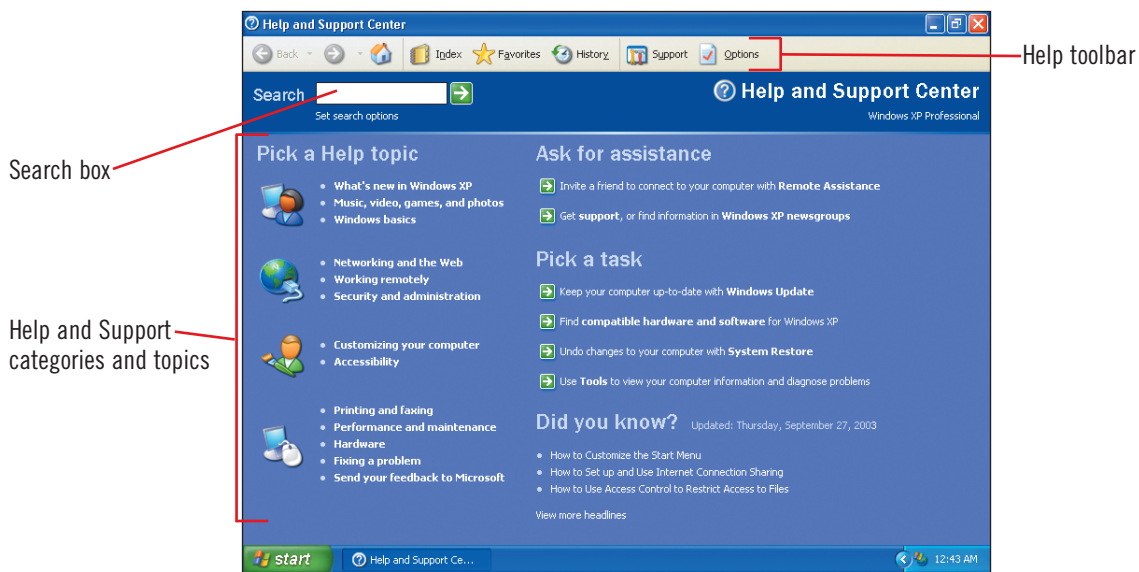 Help and Support Center
Back
Index
Favorites
History
Support
Options
Help toolbar
Search
Set search options
Help and Support Center
Windows XP Professional
Search box
Help and Support
categories and topics
Pick a Help topic
What's new in Windows XP
Music, video, games, and photos
Windows basics
Networking and the Web
Working remotely
Security and administration
Customizing your computer
Accessibility
Printing and faxing
Performance and maintenance
Hardware
Fixing a problem
Send your feedback to Microsoft
Ask for assistance
Invite a friend to connect to your computer with Remote Assistance
Get support, or find information in Windows XP newsgroups
Pick a task
Keep your computer up-to-date with Windows Update
Find compatible hardware and software for Windows XP
Undo changes to your computer with System Restore
Use Tools to view your computer information and diagnose problems
Did you know? Updated: Thursday, September 27, 2003
How to Customize the Start Menu
How to Set up and Use Internet Connection Sharing
How to Use Access Control to Restrict Access to Files
View more headlines
start
Help and Support Ce...
12:43 AM